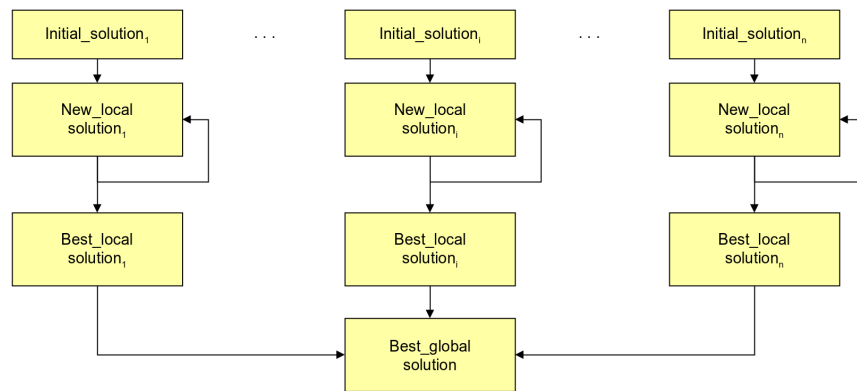 Initial_solution₁ . . . Initial_solutionᵢ . . . Initial_solutionₙ
New_local New_local New_local
solution₁ solutionᵢ solutionₙ
Best_local Best_local Best_local
solution₁ solutionᵢ solutionₙ
Best_global
solution